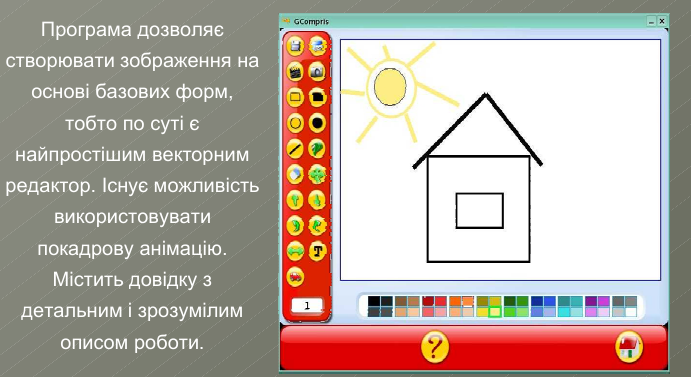 Програма дозволяє
створювати зображення на
основі базових форм,
тобто по суті є
найпростішим векторним
редактор. Існує можливість
використовувати
покадрову анімацію.
Містить довідку з
детальним і зрозумілим
описом роботи.
GCompris
T
1
?